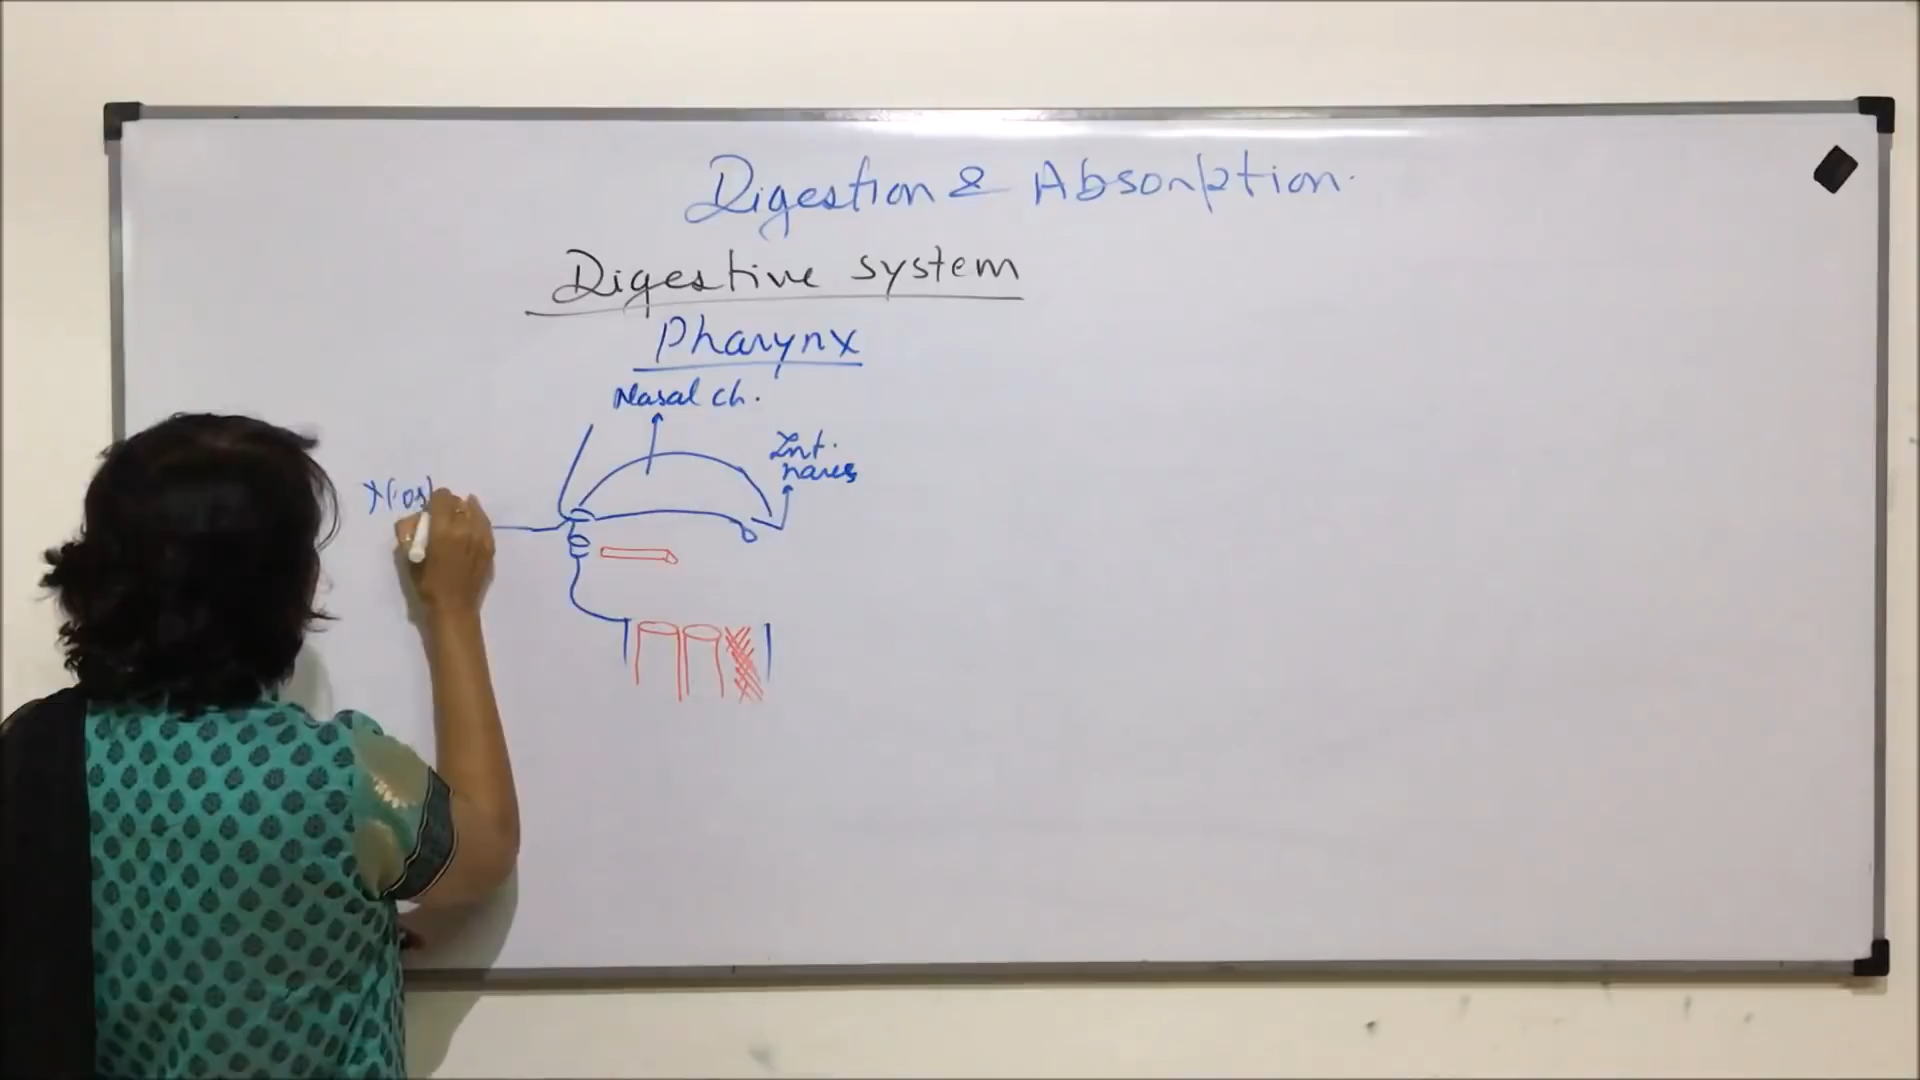 Digestion & Absorption.
Digestive system
Pharynx
Nasal ch.
Int.
nares